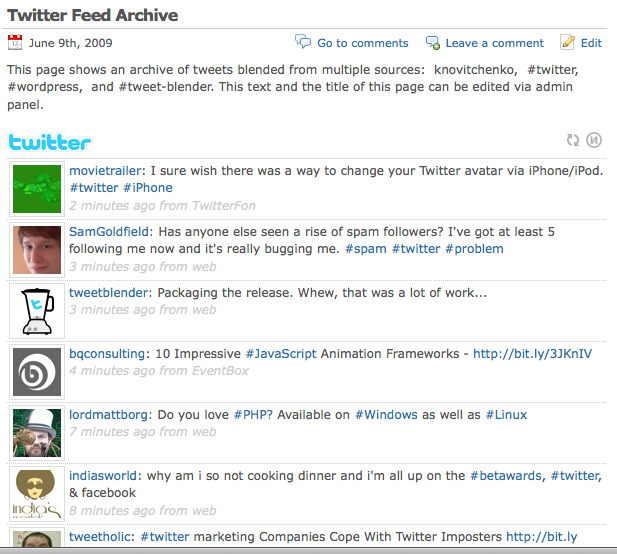 Twitter Feed Archive
June 9th, 2009 Go to comments Leave a comment Edit
This page shows an archive of tweets blended from multiple sources: knovitchenko, #twitter,
#wordpress, and #tweet-blender. This text and the title of this page can be edited via admin
panel.
twitter
movietrailer: I sure wish there was a way to change your Twitter avatar via iPhone/iPod.
#twitter #iPhone
2 minutes ago from TwitterFon
SamGoldfield: Has anyone else seen a rise of spam followers? I've got at least 5
following me now and it's really bugging me. #spam #twitter #problem
3 minutes ago from web
tweetblender: Packaging the release. Whew, that was a lot of work...
3 minutes ago from web
bqconsulting: 10 Impressive #JavaScript Animation Frameworks - http://bit.ly/3JKnIV
4 minutes ago from EventBox
lordmattborg: Do you love #PHP? Available on #Windows as well as #Linux
7 minutes ago from web
indiasworld: why am i so not cooking dinner and i'm all up on the #betawards, #twitter,
& facebook
india's
8 minutes ago from web
tweetholic: #twitter marketing Companies Cope With Twitter Imposters http://bit.ly